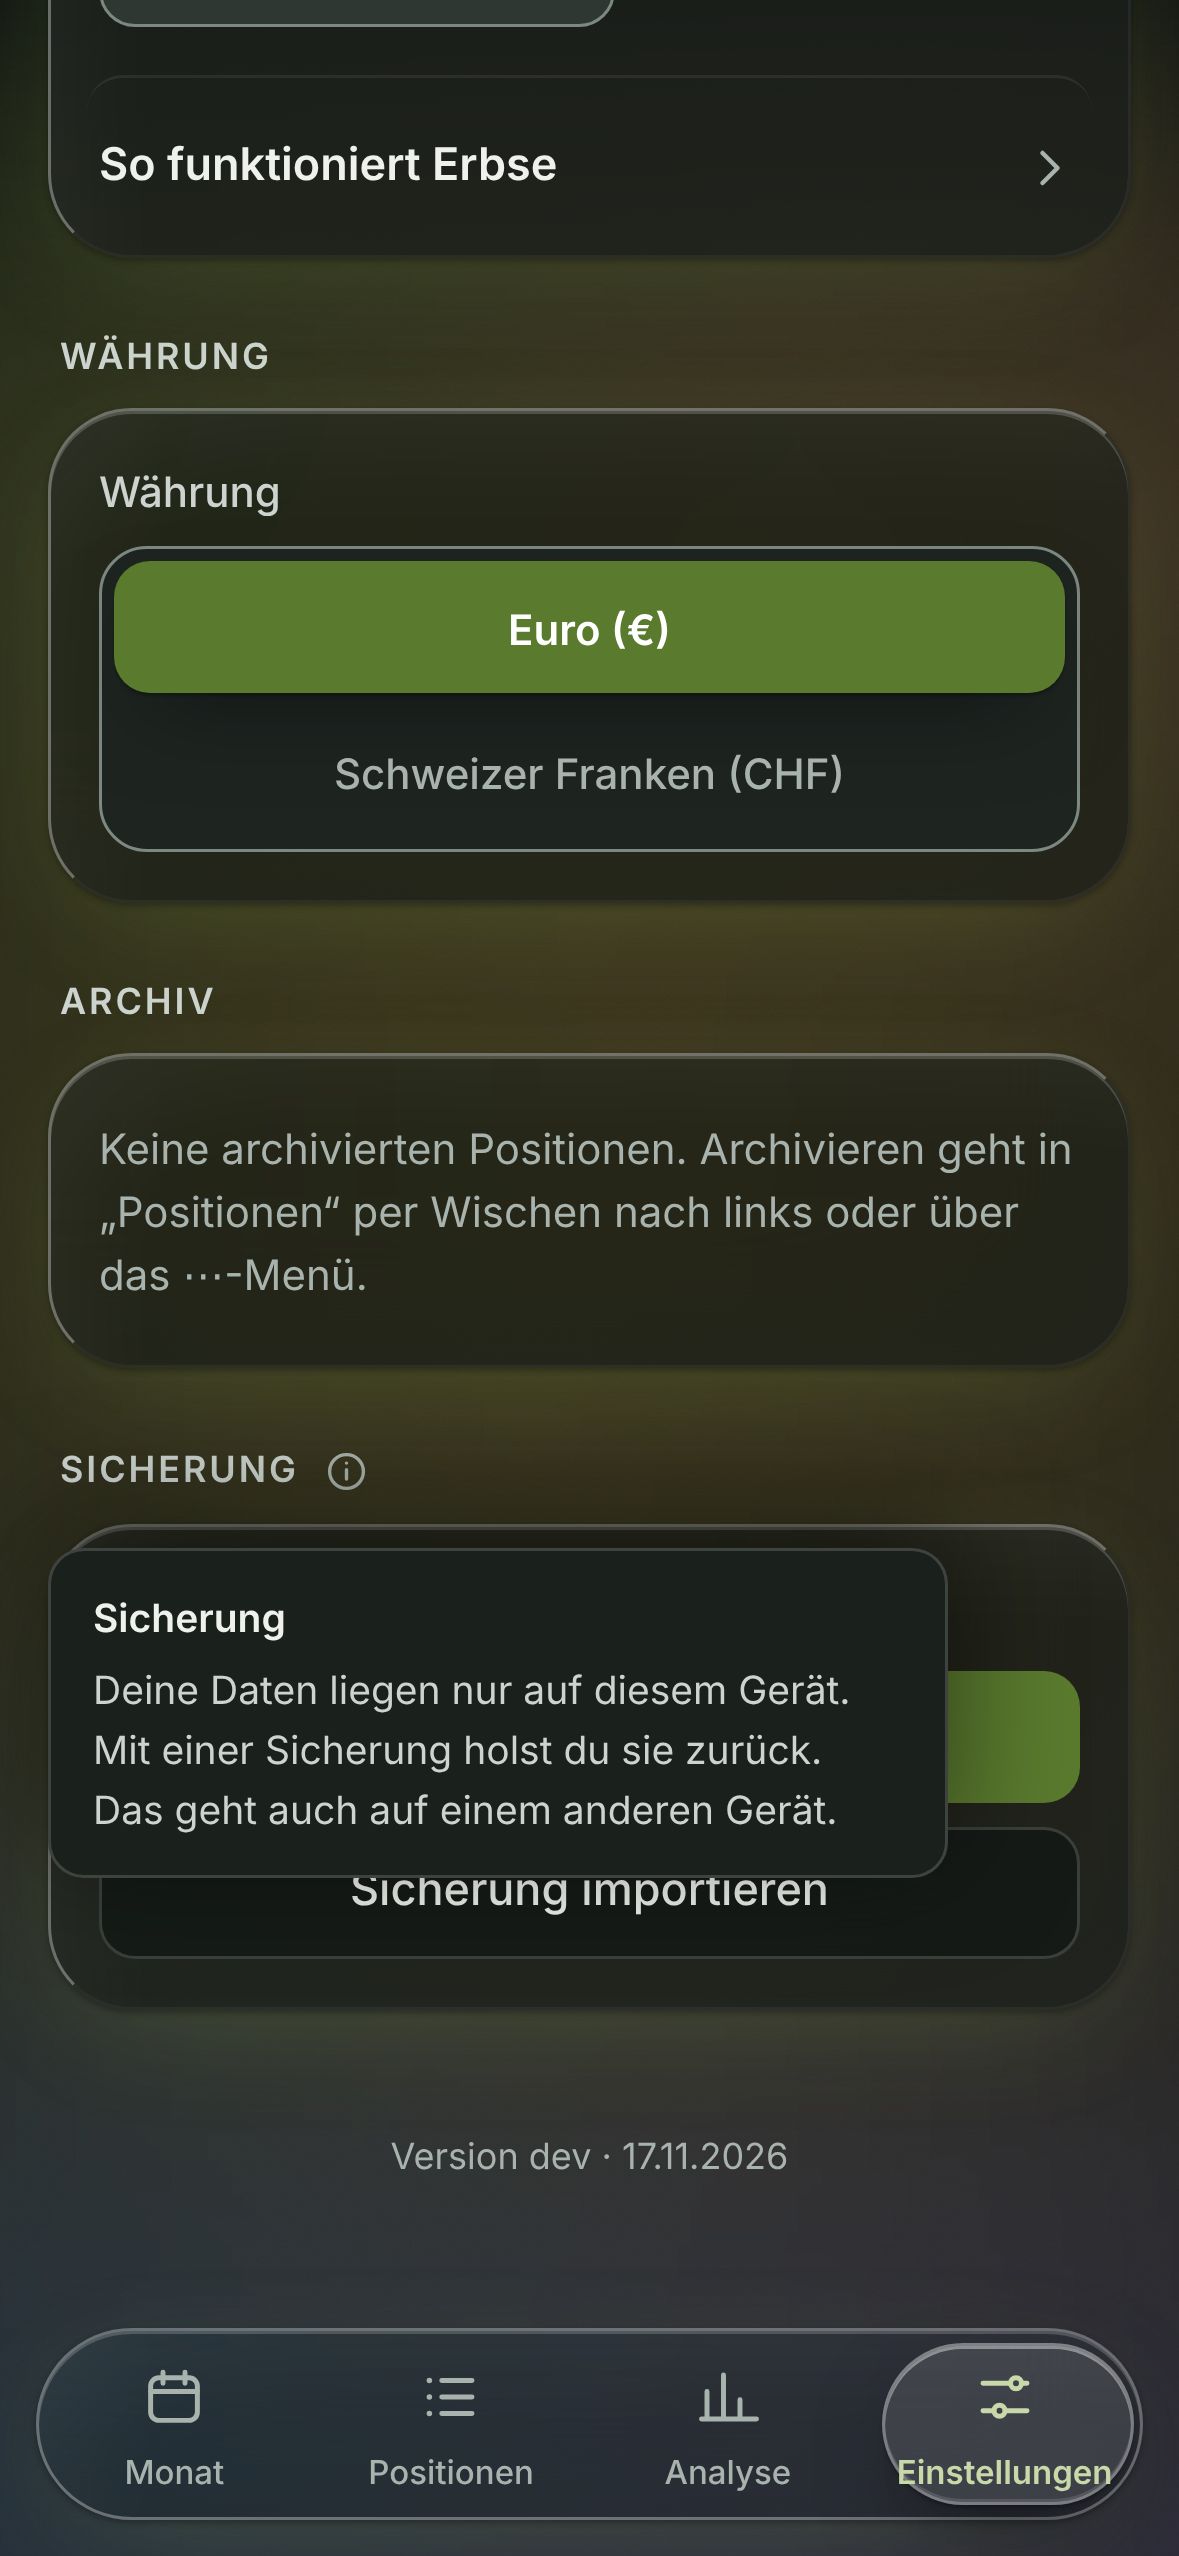 So funktioniert Erbse
WÄHRUNG
Währung
Euro (€)
Schweizer Franken (CHF)
ARCHIV
Keine archivierten Positionen. Archivieren geht in
„Positionen“ per Wischen nach links oder über
das ⋯-Menü.
SICHERUNG
Sicherung
Deine Daten liegen nur auf diesem Gerät.
Mit einer Sicherung holst du sie zurück.
Das geht auch auf einem anderen Gerät.
Sicherung importieren
Version dev · 17.11.2026
Monat
Positionen
Analyse
Einstellungen